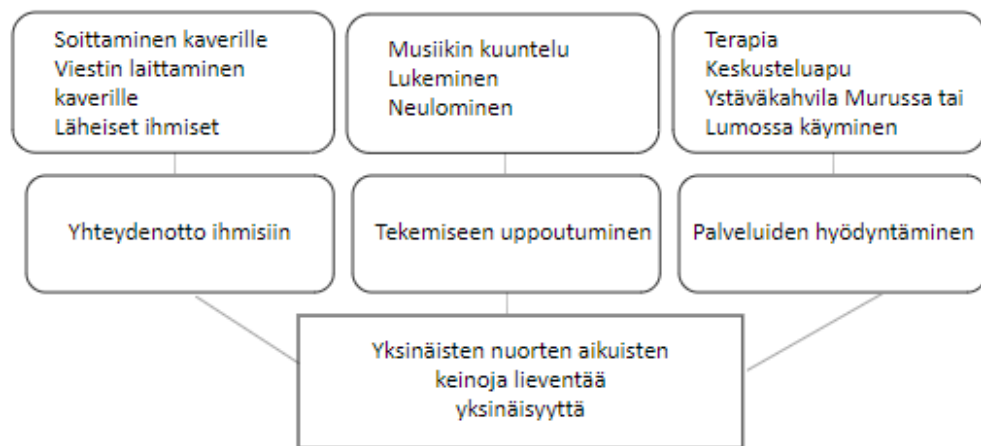 Soittaminen kaverille
Viestin laittaminen
kaverille
Läheiset ihmiset
Musiikin kuuntelu
Lukeminen
Neulominen
Terapia
Keskusteluapu
Ystäväkahvila Murussa tai
Lumossa käyminen
Yhteydenotto ihmisiin
Tekemiseen uppoutuminen
Palveluiden hyödyntäminen
Yksinäisten nuorten aikuisten
keinoja lieventää
yksinäisyyttä